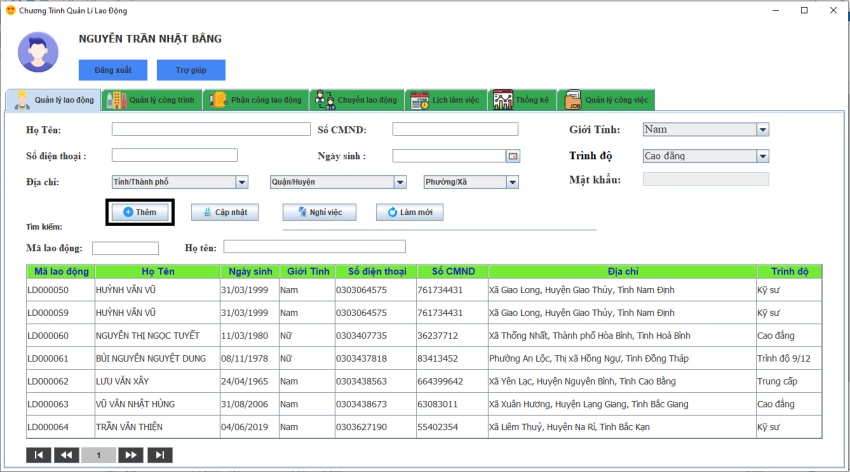 Chương Trình Quản Lí Lao Động
NGUYỄN TRẦN NHẬT BĂNG
Đăng xuất Trợ giúp
Quản lý lao động Quản lý công trình Phân công lao động Chuyển lao động Lịch làm việc Thống kê Quản lý công việc
Họ Tên: Số CMND: Giới Tính: Nam
Số điện thoại : Ngày sinh : Trình độ Cao đẳng
Địa chỉ: Tỉnh/Thành phố Quận/Huyện Phường/Xã Mật khẩu:
Thêm Cập nhật Nghỉ việc Làm mới
Tìm kiếm:
Mã lao động: Họ tên:
Mã lao động Họ Tên Ngày sinh Giới Tính Số điện thoại Số CMND Địa chỉ Trình độ
LD000050 HUỲNH VĂN VŨ 31/03/1999 Nam 0303064575 761734431 Xã Giao Long, Huyện Giao Thủy, Tỉnh Nam Định Kỹ sư
LD000059 HUỲNH VĂN VŨ 31/03/1999 Nam 0303064575 761734431 Xã Giao Long, Huyện Giao Thủy, Tỉnh Nam Định Kỹ sư
LD000060 NGUYỄN THỊ NGỌC TUYẾT 11/03/1980 Nữ 0303407735 36237712 Xã Thống Nhất, Thành phố Hòa Bình, Tỉnh Hoà Bình Cao đẳng
LD000061 BÙI NGUYỄN NGUYỆT DUNG 08/11/1978 Nữ 0303437818 83413452 Phường An Lộc, Thị xã Hồng Ngự, Tỉnh Đồng Tháp Trình độ 9/12
LD000062 LƯU VĂN XÂY 24/04/1965 Nam 0303438563 664399642 Xã Yên Lạc, Huyện Nguyên Bình, Tỉnh Cao Bằng Trung cấp
LD000063 VŨ VĂN NHẬT HÙNG 31/08/2006 Nam 0303438673 63083011 Xã Xuân Hương, Huyện Lạng Giang, Tỉnh Bắc Giang Cao đẳng
LD000064 TRẦN VĂN THIỆN 04/06/2019 Nam 0303627190 55402354 Xã Liêm Thuỷ, Huyện Na Rì, Tỉnh Bắc Kạn Kỹ sư
1